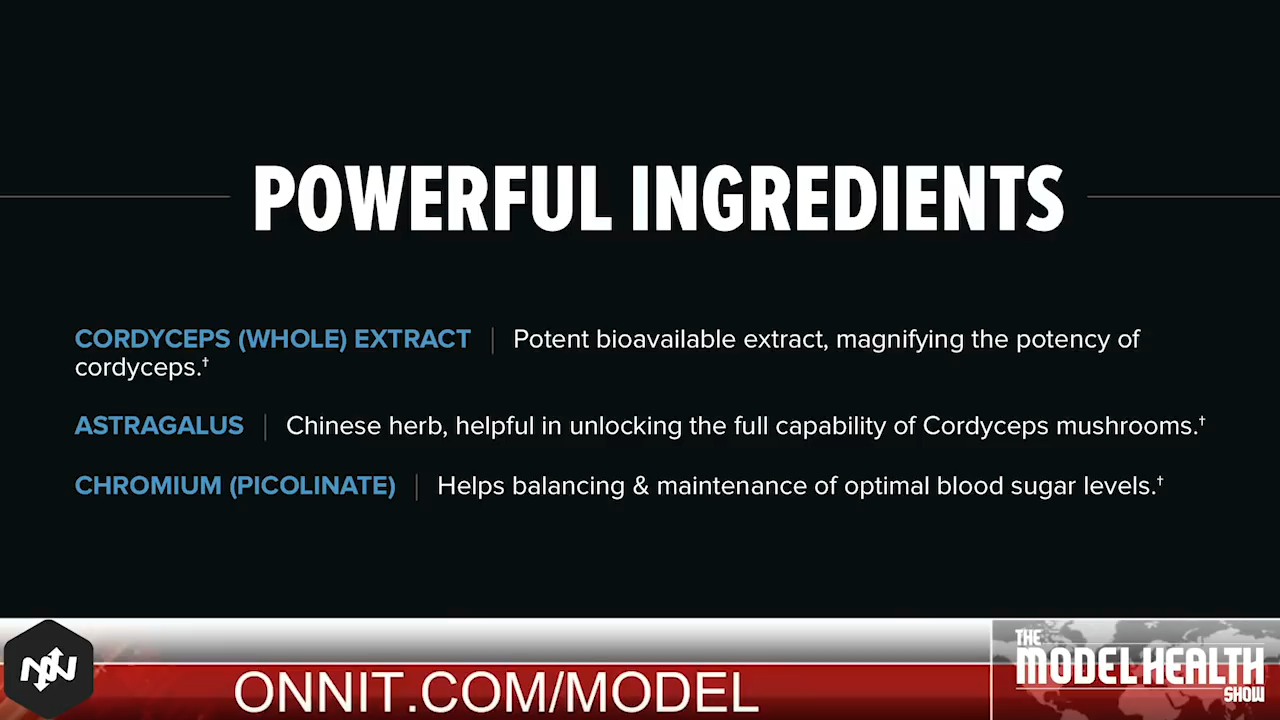 POWERFUL INGREDIENTS
CORDYCEPS (WHOLE) EXTRACT | Potent bioavailable extract, magnifying the potency of
cordyceps.†
ASTRAGALUS | Chinese herb, helpful in unlocking the full capability of Cordyceps mushrooms.†
CHROMIUM (PICOLINATE) | Helps balancing & maintenance of optimal blood sugar levels.†
ONNIT.COM/MODEL
THE
MODEL HEALTH
SHOW